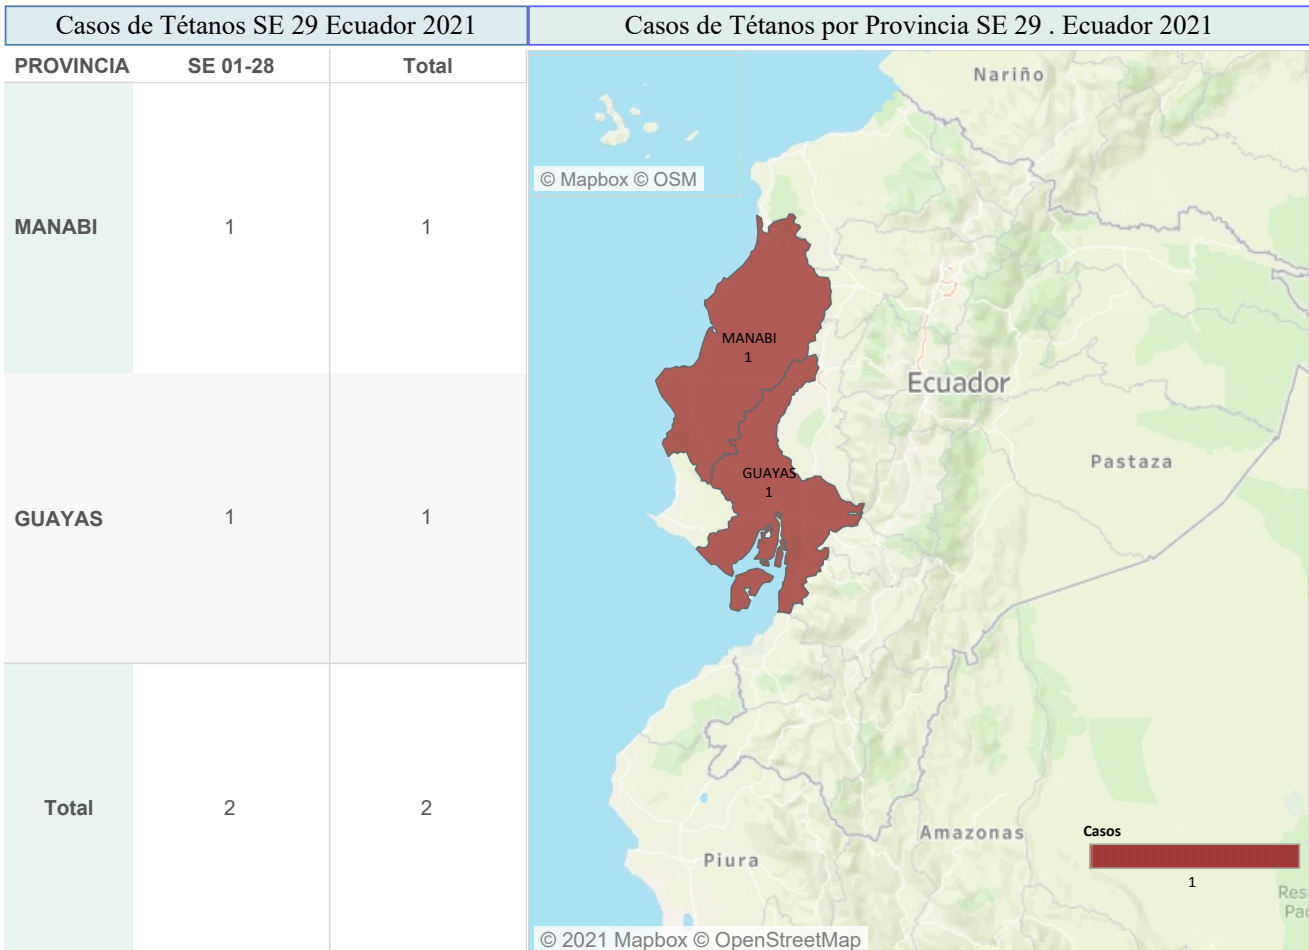 Casos de Tétanos SE 29 Ecuador 2021
PROVINCIA SE 01-28 Total
MANABI 1 1
GUAYAS 1 1
Total 2 2
Casos de Tétanos por Provincia SE 29 . Ecuador 2021
Nariño
© Mapbox © OSM
MANABI
1
Ecuador
Pastaza
GUAYAS
1
Amazonas
Piura
Casos
1
Res
Pac
© 2021 Mapbox © OpenStreetMap